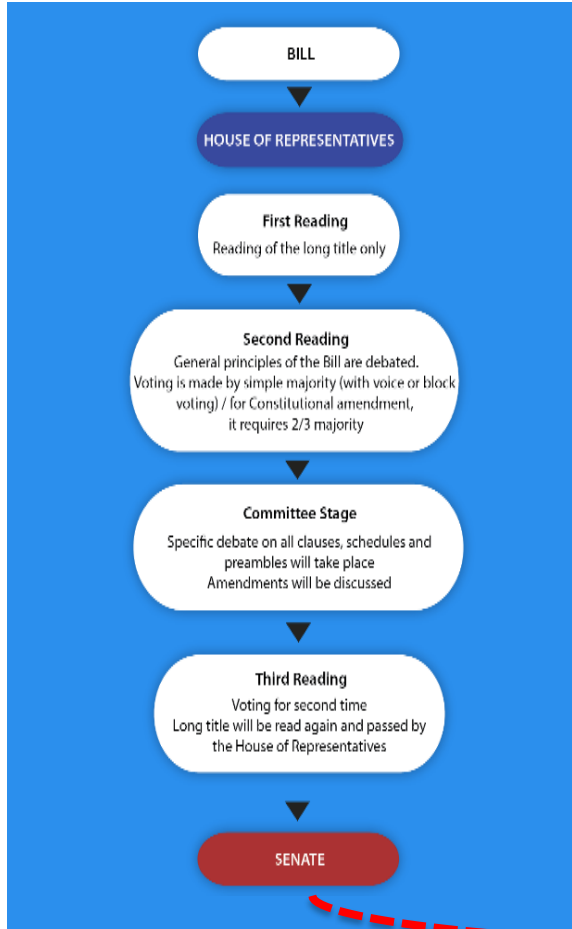 BILL
HOUSE OF REPRESENTATIVES
First Reading
Reading of the long title only
Second Reading
General principles of the Bill are debated.
Voting is made by simple majority (with voice or block
voting) / for Constitutional amendment,
it requires 2/3 majority
Committee Stage
Specific debate on all clauses, schedules and
preambles will take place
Amendments will be discussed
Third Reading
Voting for second time
Long title will be read again and passed by
the House of Representatives
SENATE